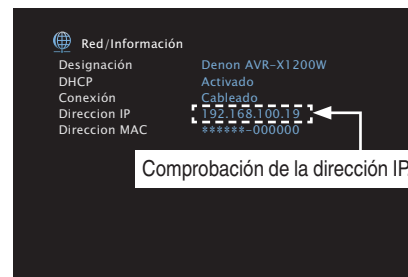 Red/Información
Designación Denon AVR-X1200W
DHCP Activado
Conexión Cableado
Direccion IP 192.168.100.19
Direccion MAC ******-000000
Comprobación de la dirección IP.